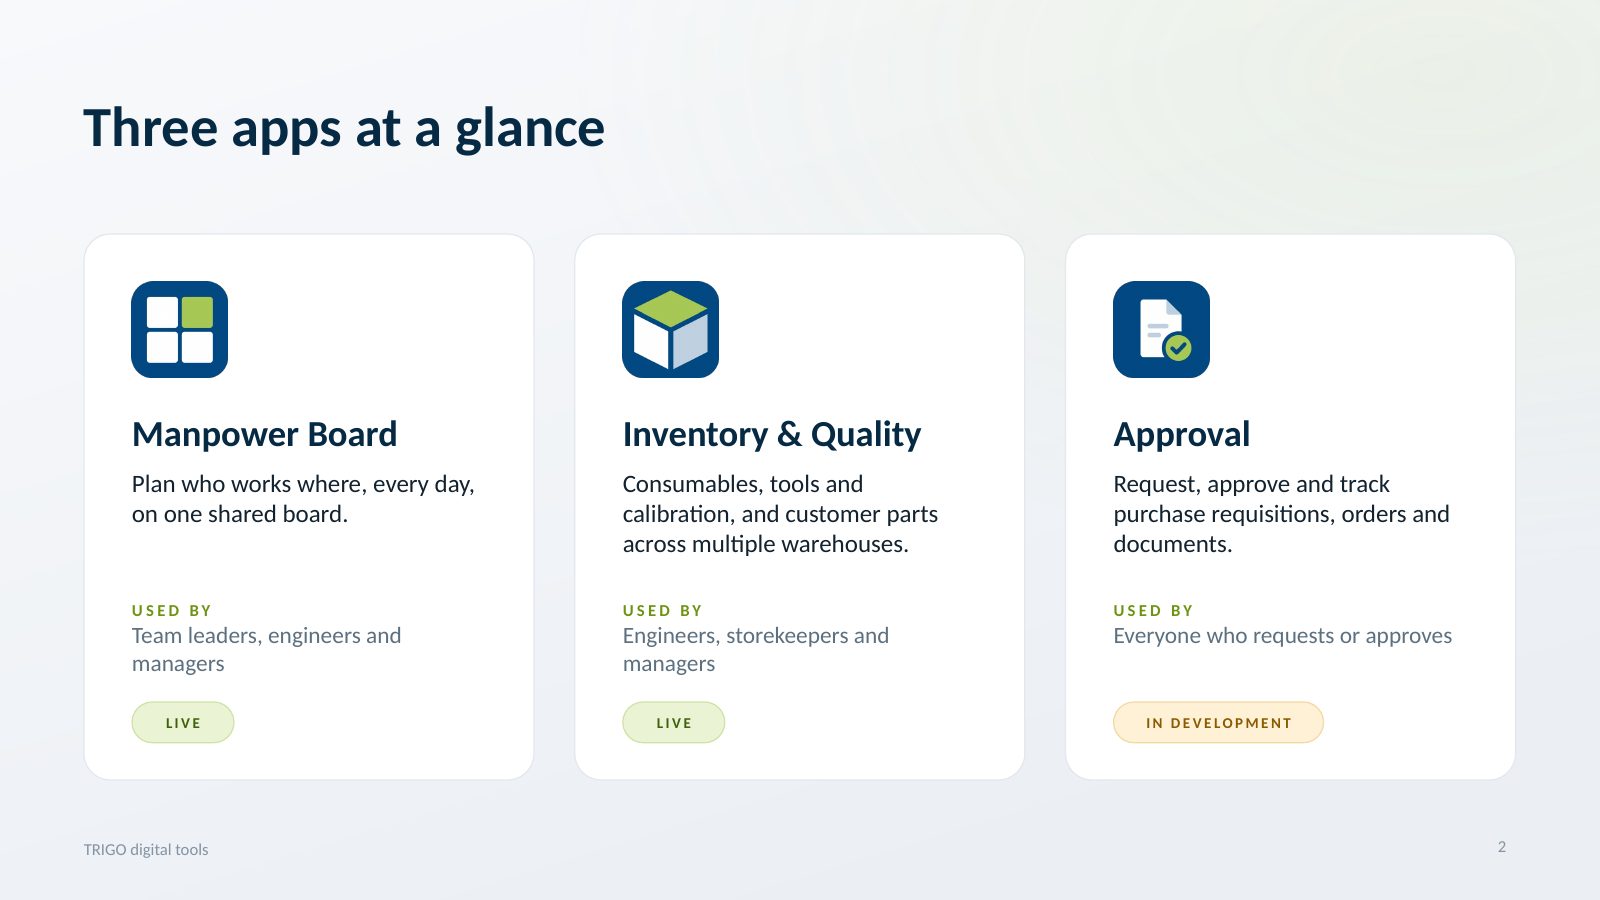 Three apps at a glance
Manpower Board
Plan who works where, every day,
on one shared board.
USED BY
Team leaders, engineers and
managers
LIVE
Inventory & Quality
Consumables, tools and
calibration, and customer parts
across multiple warehouses.
USED BY
Engineers, storekeepers and
managers
LIVE
Approval
Request, approve and track
purchase requisitions, orders and
documents.
USED BY
Everyone who requests or approves
IN DEVELOPMENT
TRIGO digital tools
2